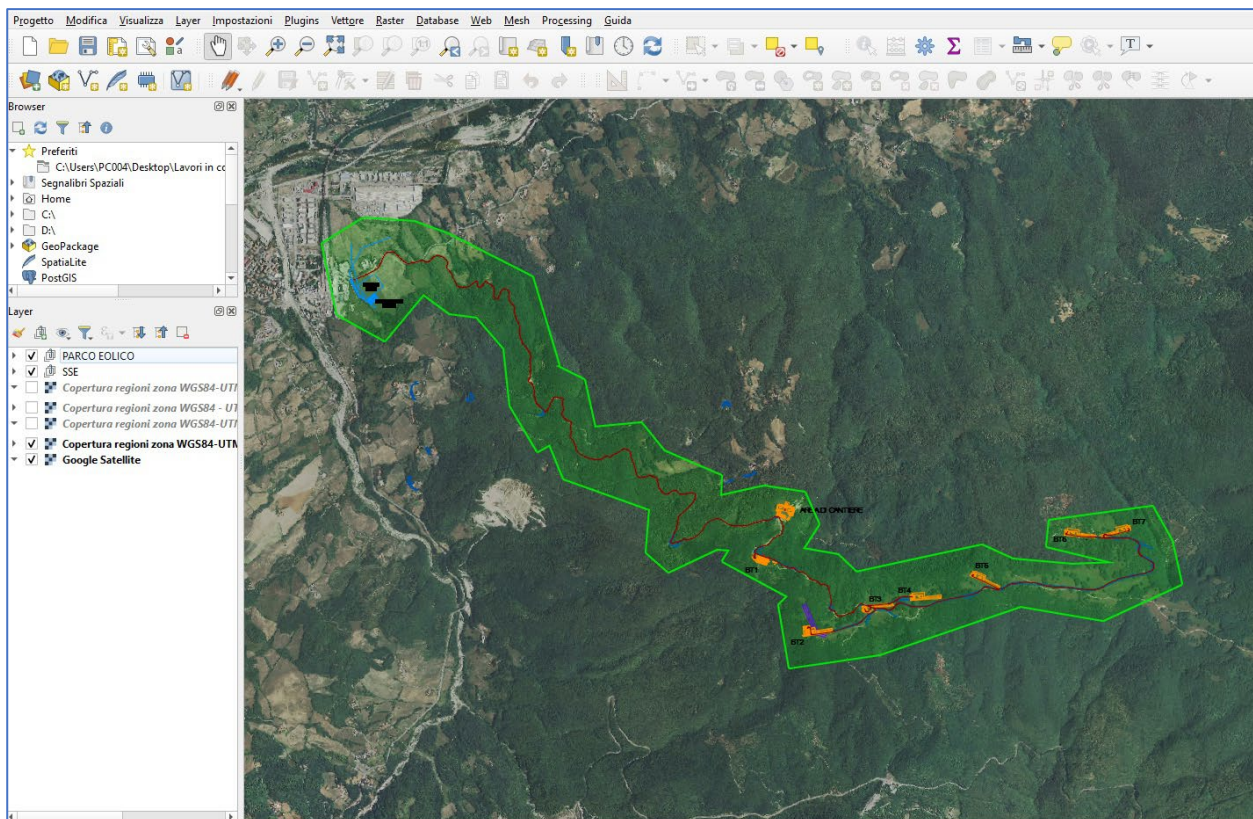 Progetto Modifica Visualizza Layer Impostazioni Plugins Vettore Raster Database Web Mesh Processing Guida
Browser
Preferiti
C:\Users\PC004\Desktop\Lavori in co
Segnalibri Spaziali
Home
C:\
D:\
GeoPackage
SpatiaLite
PostGIS
Layer
PARCO EOLICO
SSE
Copertura regioni zona WGS84-UTM
Copertura regioni zona WGS84 - UT
Copertura regioni zona WGS84-UTM
Copertura regioni zona WGS84-UTM
Google Satellite
AREA DI CANTIERE
BT1
BT2
BT3
BT4
BT5
BT6
BT7